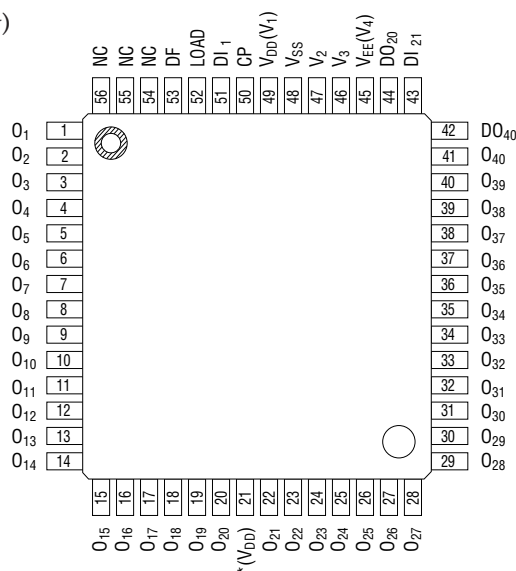 )
NC
NC
NC
DF
LOAD
DI 1
CP
VDD(V1)
VSS
V2
V3
VEE(V4)
DO20
DI 21
56
55
54
53
52
51
50
49
48
47
46
45
44
43
O1 1
O2 2
O3 3
O4 4
O5 5
O6 6
O7 7
O8 8
O9 9
O10 10
O11 11
O12 12
O13 13
O14 14
42 DO40
41 O40
40 O39
39 O38
38 O37
37 O36
36 O35
35 O34
34 O33
33 O32
32 O31
31 O30
30 O29
29 O28
15
16
17
18
19
20
21
22
23
24
25
26
27
28
O15
O16
O17
O18
O19
O20
*(VDD)
O21
O22
O23
O24
O25
O26
O27